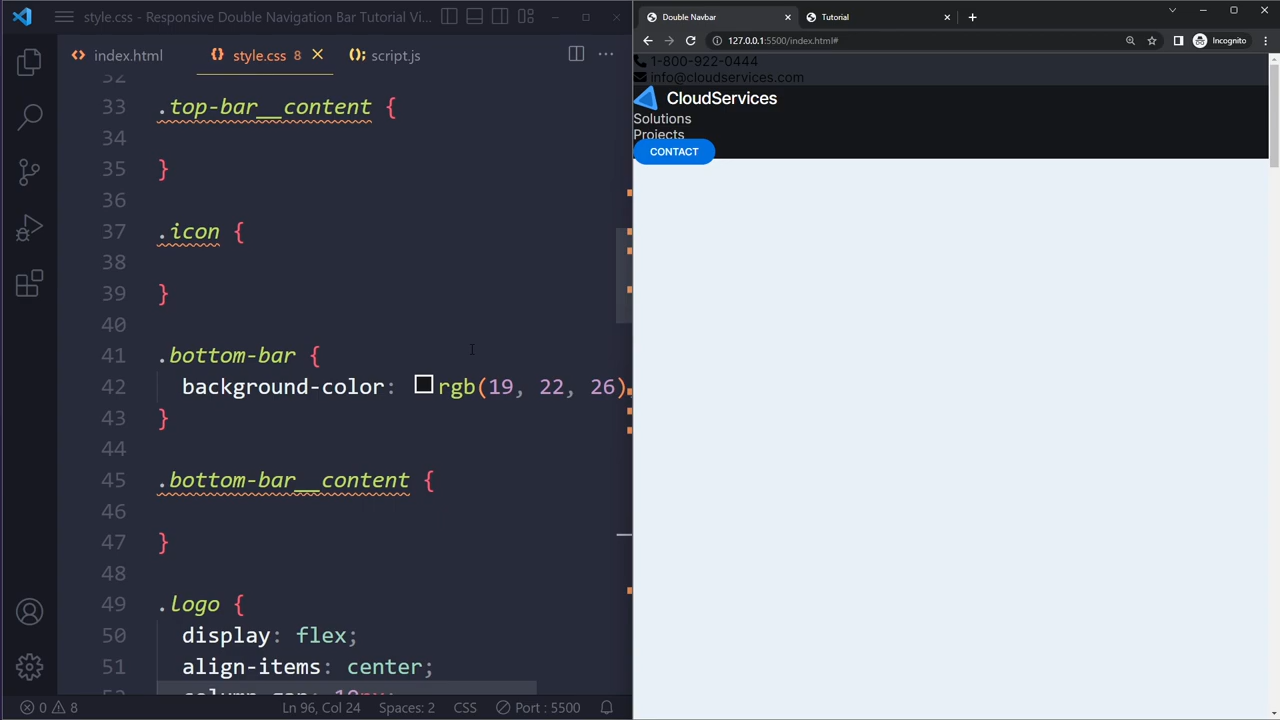 style.css - Responsive Double Navigation Bar Tutorial Vi...
index.html
style.css 8
script.js
32
33 .top-bar__content {
34
35 }
36
37 .icon {
38
39 }
40
41 .bottom-bar {
42 background-color: rgb(19, 22, 26)
43 }
44
45 .bottom-bar__content {
46
47 }
48
49 .logo {
50 display: flex;
51 align-items: center;
0 8 Ln 96, Col 24 Spaces: 2 CSS Port : 5500
Double Navbar
Tutorial
127.0.0.1:5500/index.html#
Incognito
1-800-922-0444
info@cloudservices.com
CloudServices
Solutions
Projects
CONTACT